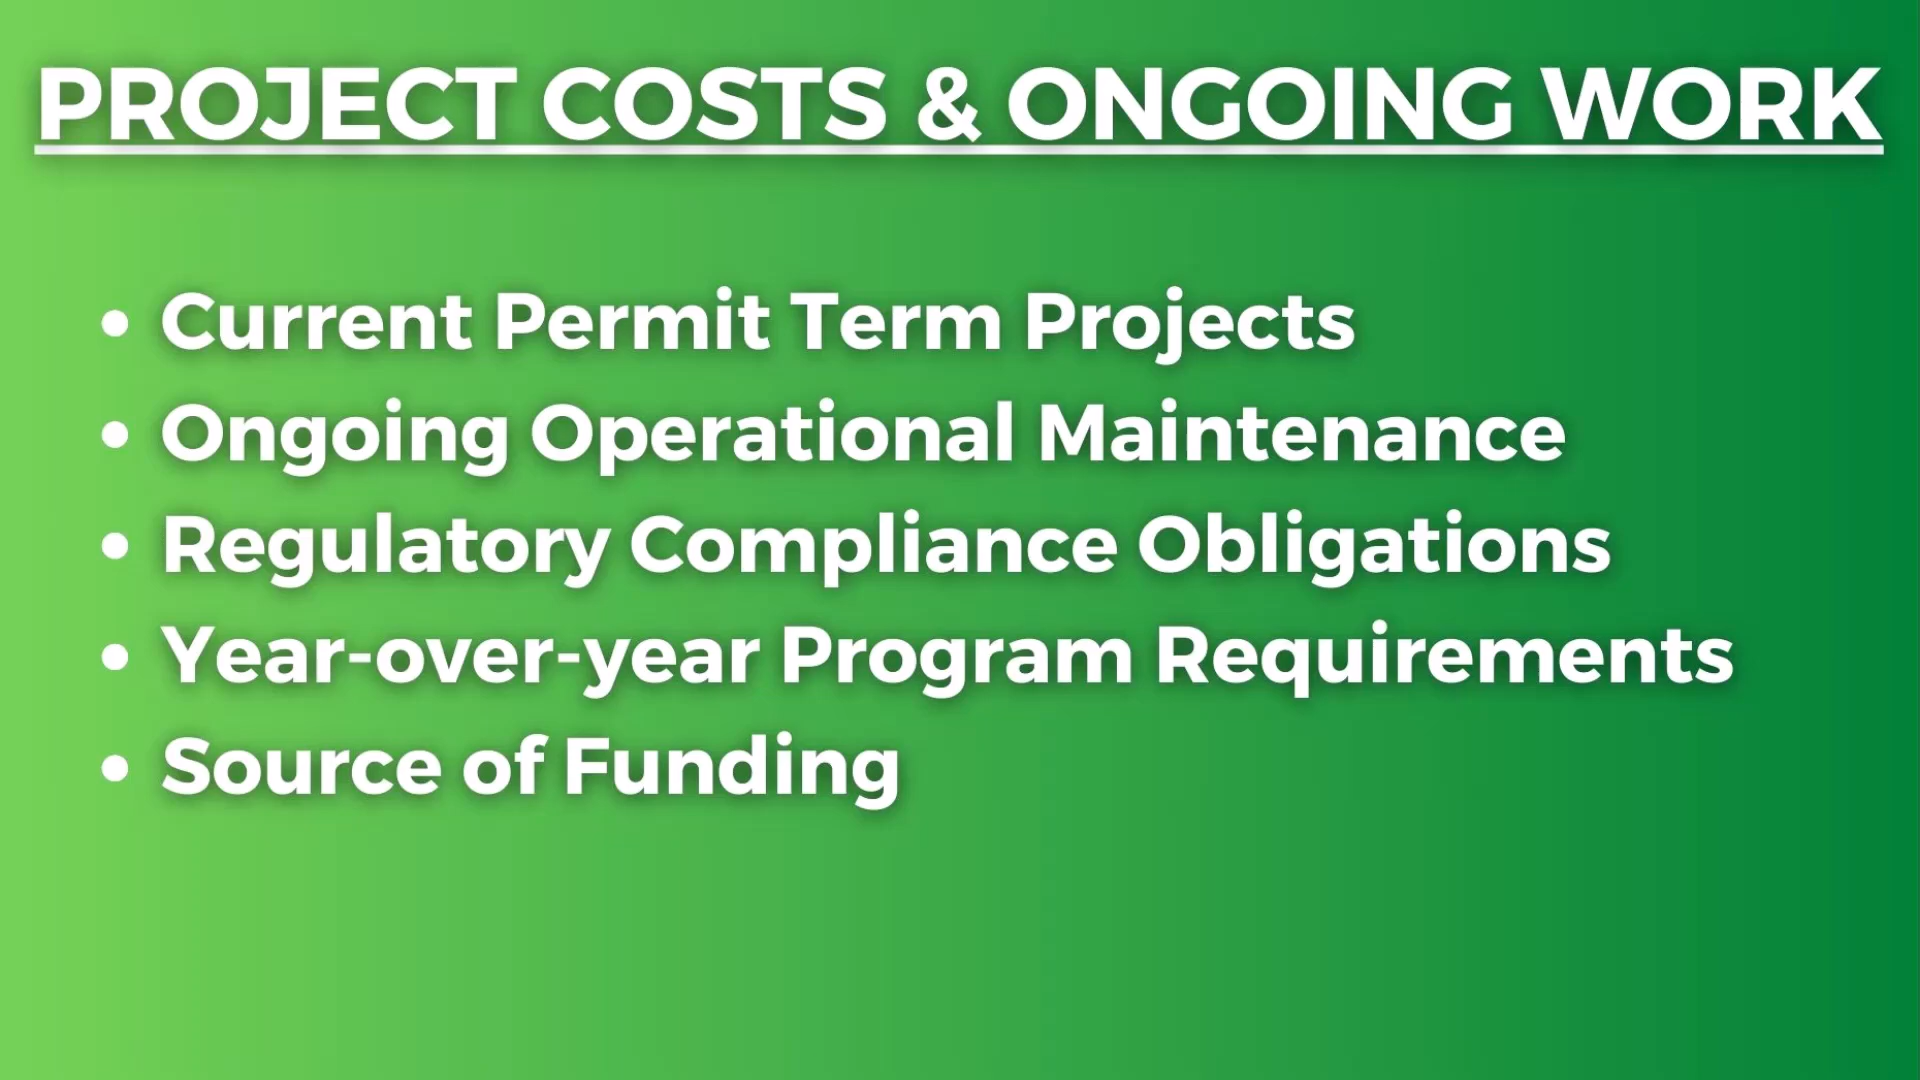 PROJECT COSTS & ONGOING WORK
• Current Permit Term Projects
• Ongoing Operational Maintenance
• Regulatory Compliance Obligations
• Year-over-year Program Requirements
• Source of Funding